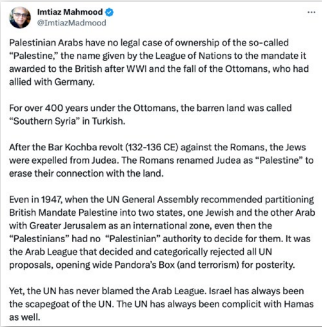 Imtiaz Mahmood
@ImtiazMadmood
Palestinian Arabs have no legal case of ownership of the so-called
"Palestine," the name given by the League of Nations to the mandate it
awarded to the British after WWI and the fall of the Ottomans, who had
allied with Germany.
For over 400 years under the Ottomans, the barren land was called
"Southern Syria" in Turkish.
After the Bar Kochba revolt (132-136 CE) against the Romans, the Jews
were expelled from Judea. The Romans renamed Judea as "Palestine" to
erase their connection with the land.
Even in 1947, when the UN General Assembly recommended partitioning
British Mandate Palestine into two states, one Jewish and the other Arab
with Greater Jerusalem as an international zone, even then the
"Palestinians" had no "Palestinian" authority to decide for them. It was
the Arab League that decided and categorically rejected all UN
proposals, opening wide Pandora's Box (and terrorism) for posterity.
Yet, the UN has never blamed the Arab League. Israel has always been
the scapegoat of the UN. The UN has always been complicit with Hamas
as well.